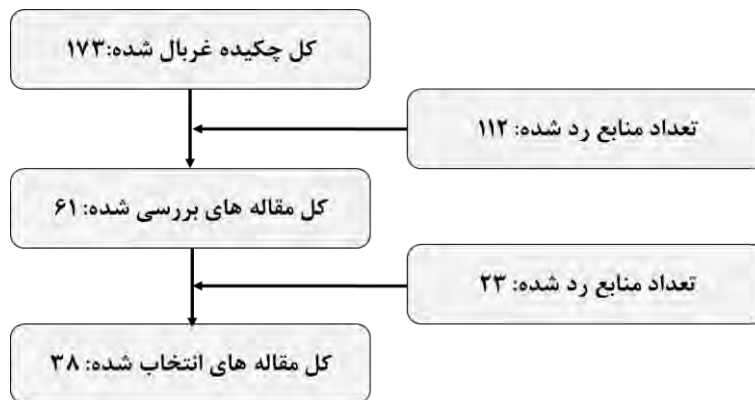 کل چکیده غربال شده:۱۷۳
تعداد منابع رد شده: ۱۱۲
کل مقاله های بررسی شده: ۶۱
تعداد منابع رد شده: ۲۳
کل مقاله های انتخاب شده: ۳۸